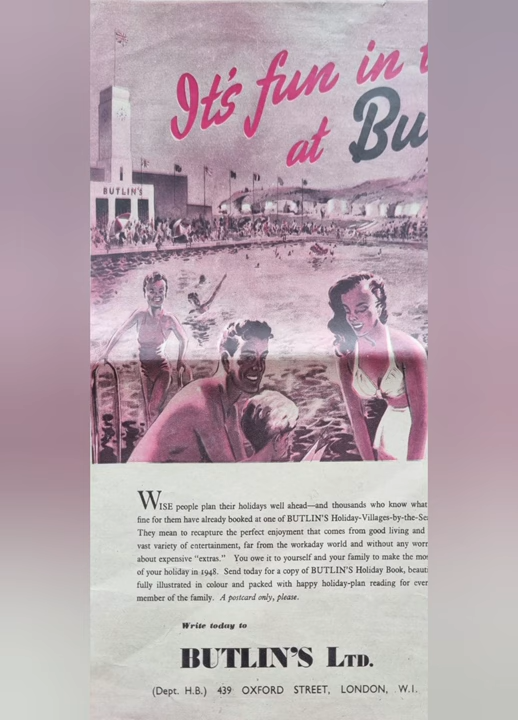 It's fun in
at Bu
BUTLIN'S
WISE people plan their holidays well ahead—and thousands who know what
fine for them have already booked at one of BUTLIN'S Holiday-Villages-by-the-Se
They mean to recapture the perfect enjoyment that comes from good living and
vast variety of entertainment, far from the workaday world and without any worr
about expensive "extras." You owe it to yourself and your family to make the mo
of your holiday in 1948. Send today for a copy of BUTLIN'S Holiday Book, beaut
fully illustrated in colour and packed with happy holiday-plan reading for ever
member of the family. A postcard only, please.
Write today to
BUTLIN'S LTD.
(Dept. H.B.) 439 OXFORD STREET, LONDON, W.I.